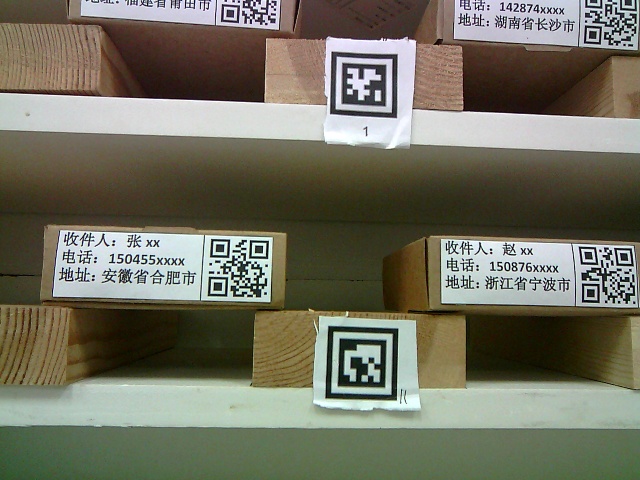 福建省莆田市
电话: 142874xxxx
地址: 湖南省长沙市
1
收件人: 张 xx
电话: 150455xxxx
地址: 安徽省合肥市
收件人: 赵 xx
电话: 150876xxxx
地址: 浙江省宁波市